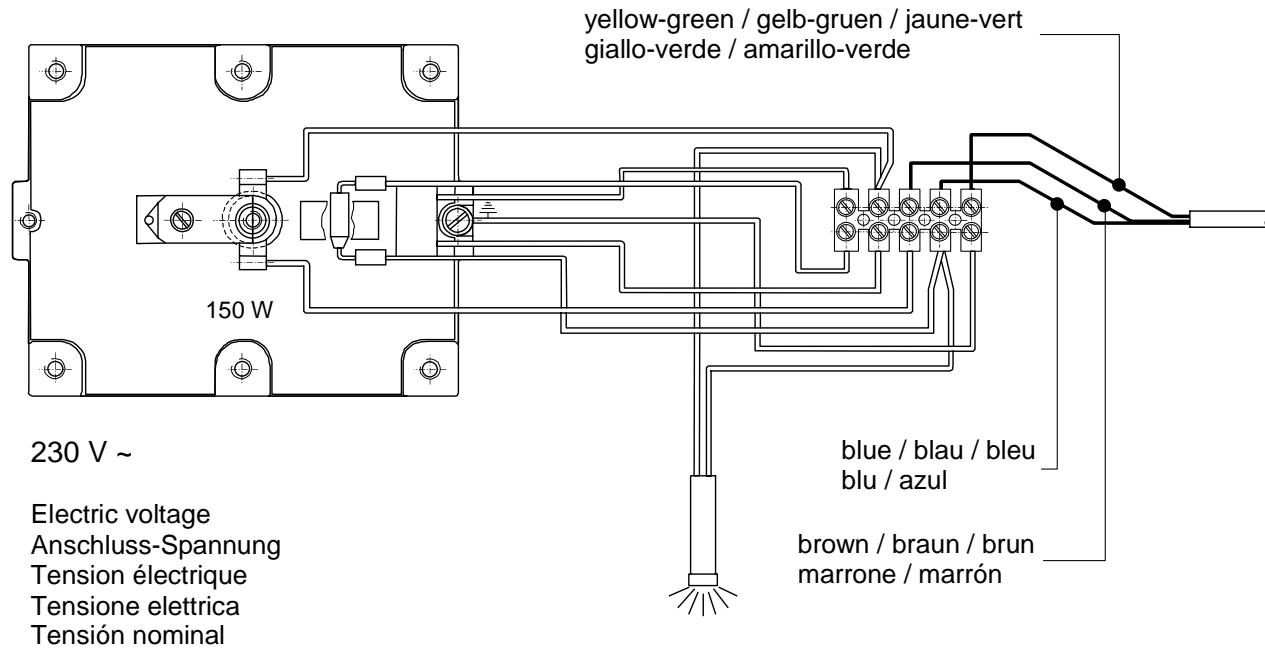 yellow-green / gelb-gruen / jaune-vert
giallo-verde / amarillo-verde
150 W
230 V ~
Electric voltage
Anschluss-Spannung
Tension électrique
Tensione elettrica
Tensión nominal
blue / blau / bleu
blu / azul
brown / braun / brun
marrone / marrón